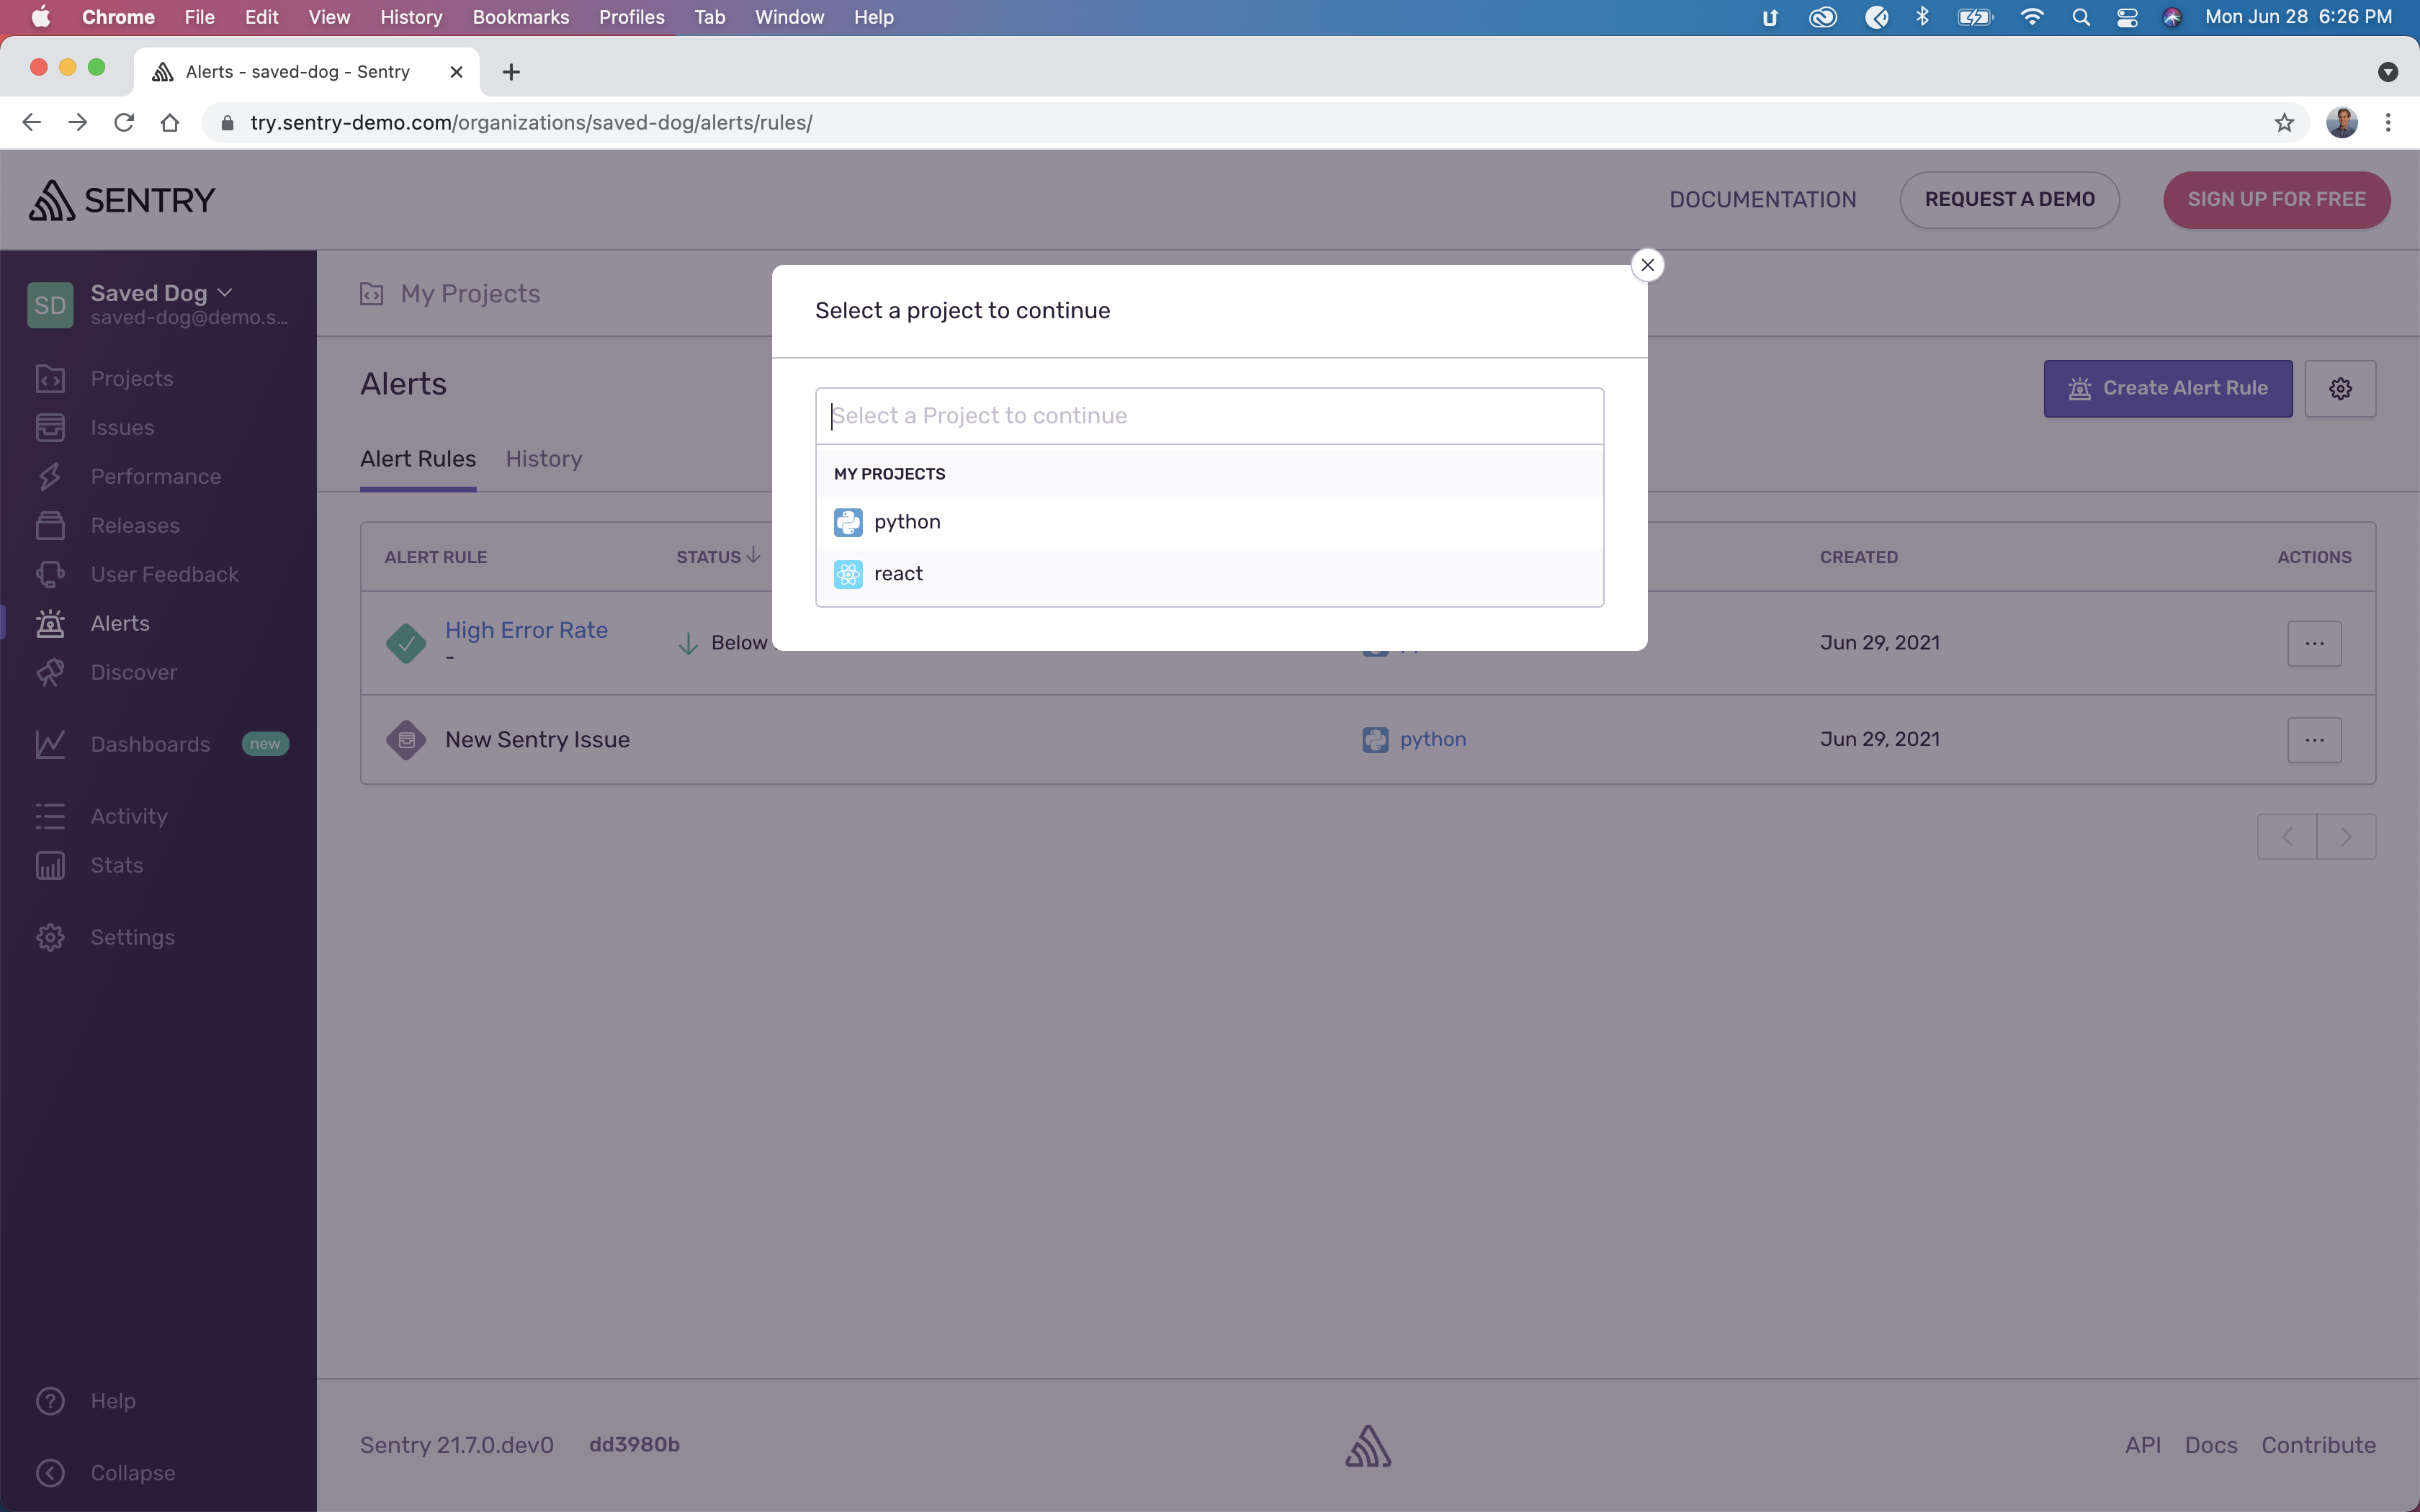 Chrome File Edit View History Bookmarks Profiles Tab Window Help Mon Jun 28 6:26 PM
Alerts - saved-dog - Sentry
try.sentry-demo.com/organizations/saved-dog/alerts/rules/
SENTRY DOCUMENTATION REQUEST A DEMO SIGN UP FOR FREE
SD Saved Dog
saved-dog@demo.s...
Projects
Issues
Performance
Releases
User Feedback
Alerts
Discover
Dashboards new
Activity
Stats
Settings
Help
Collapse
My Projects
Alerts
Create Alert Rule
Alert Rules History
Select a project to continue
Select a Project to continue
MY PROJECTS
python
react
ALERT RULE STATUS CREATED ACTIONS
High Error Rate Below Jun 29, 2021
-
New Sentry Issue python Jun 29, 2021
Sentry 21.7.0.dev0 dd3980b API Docs Contribute